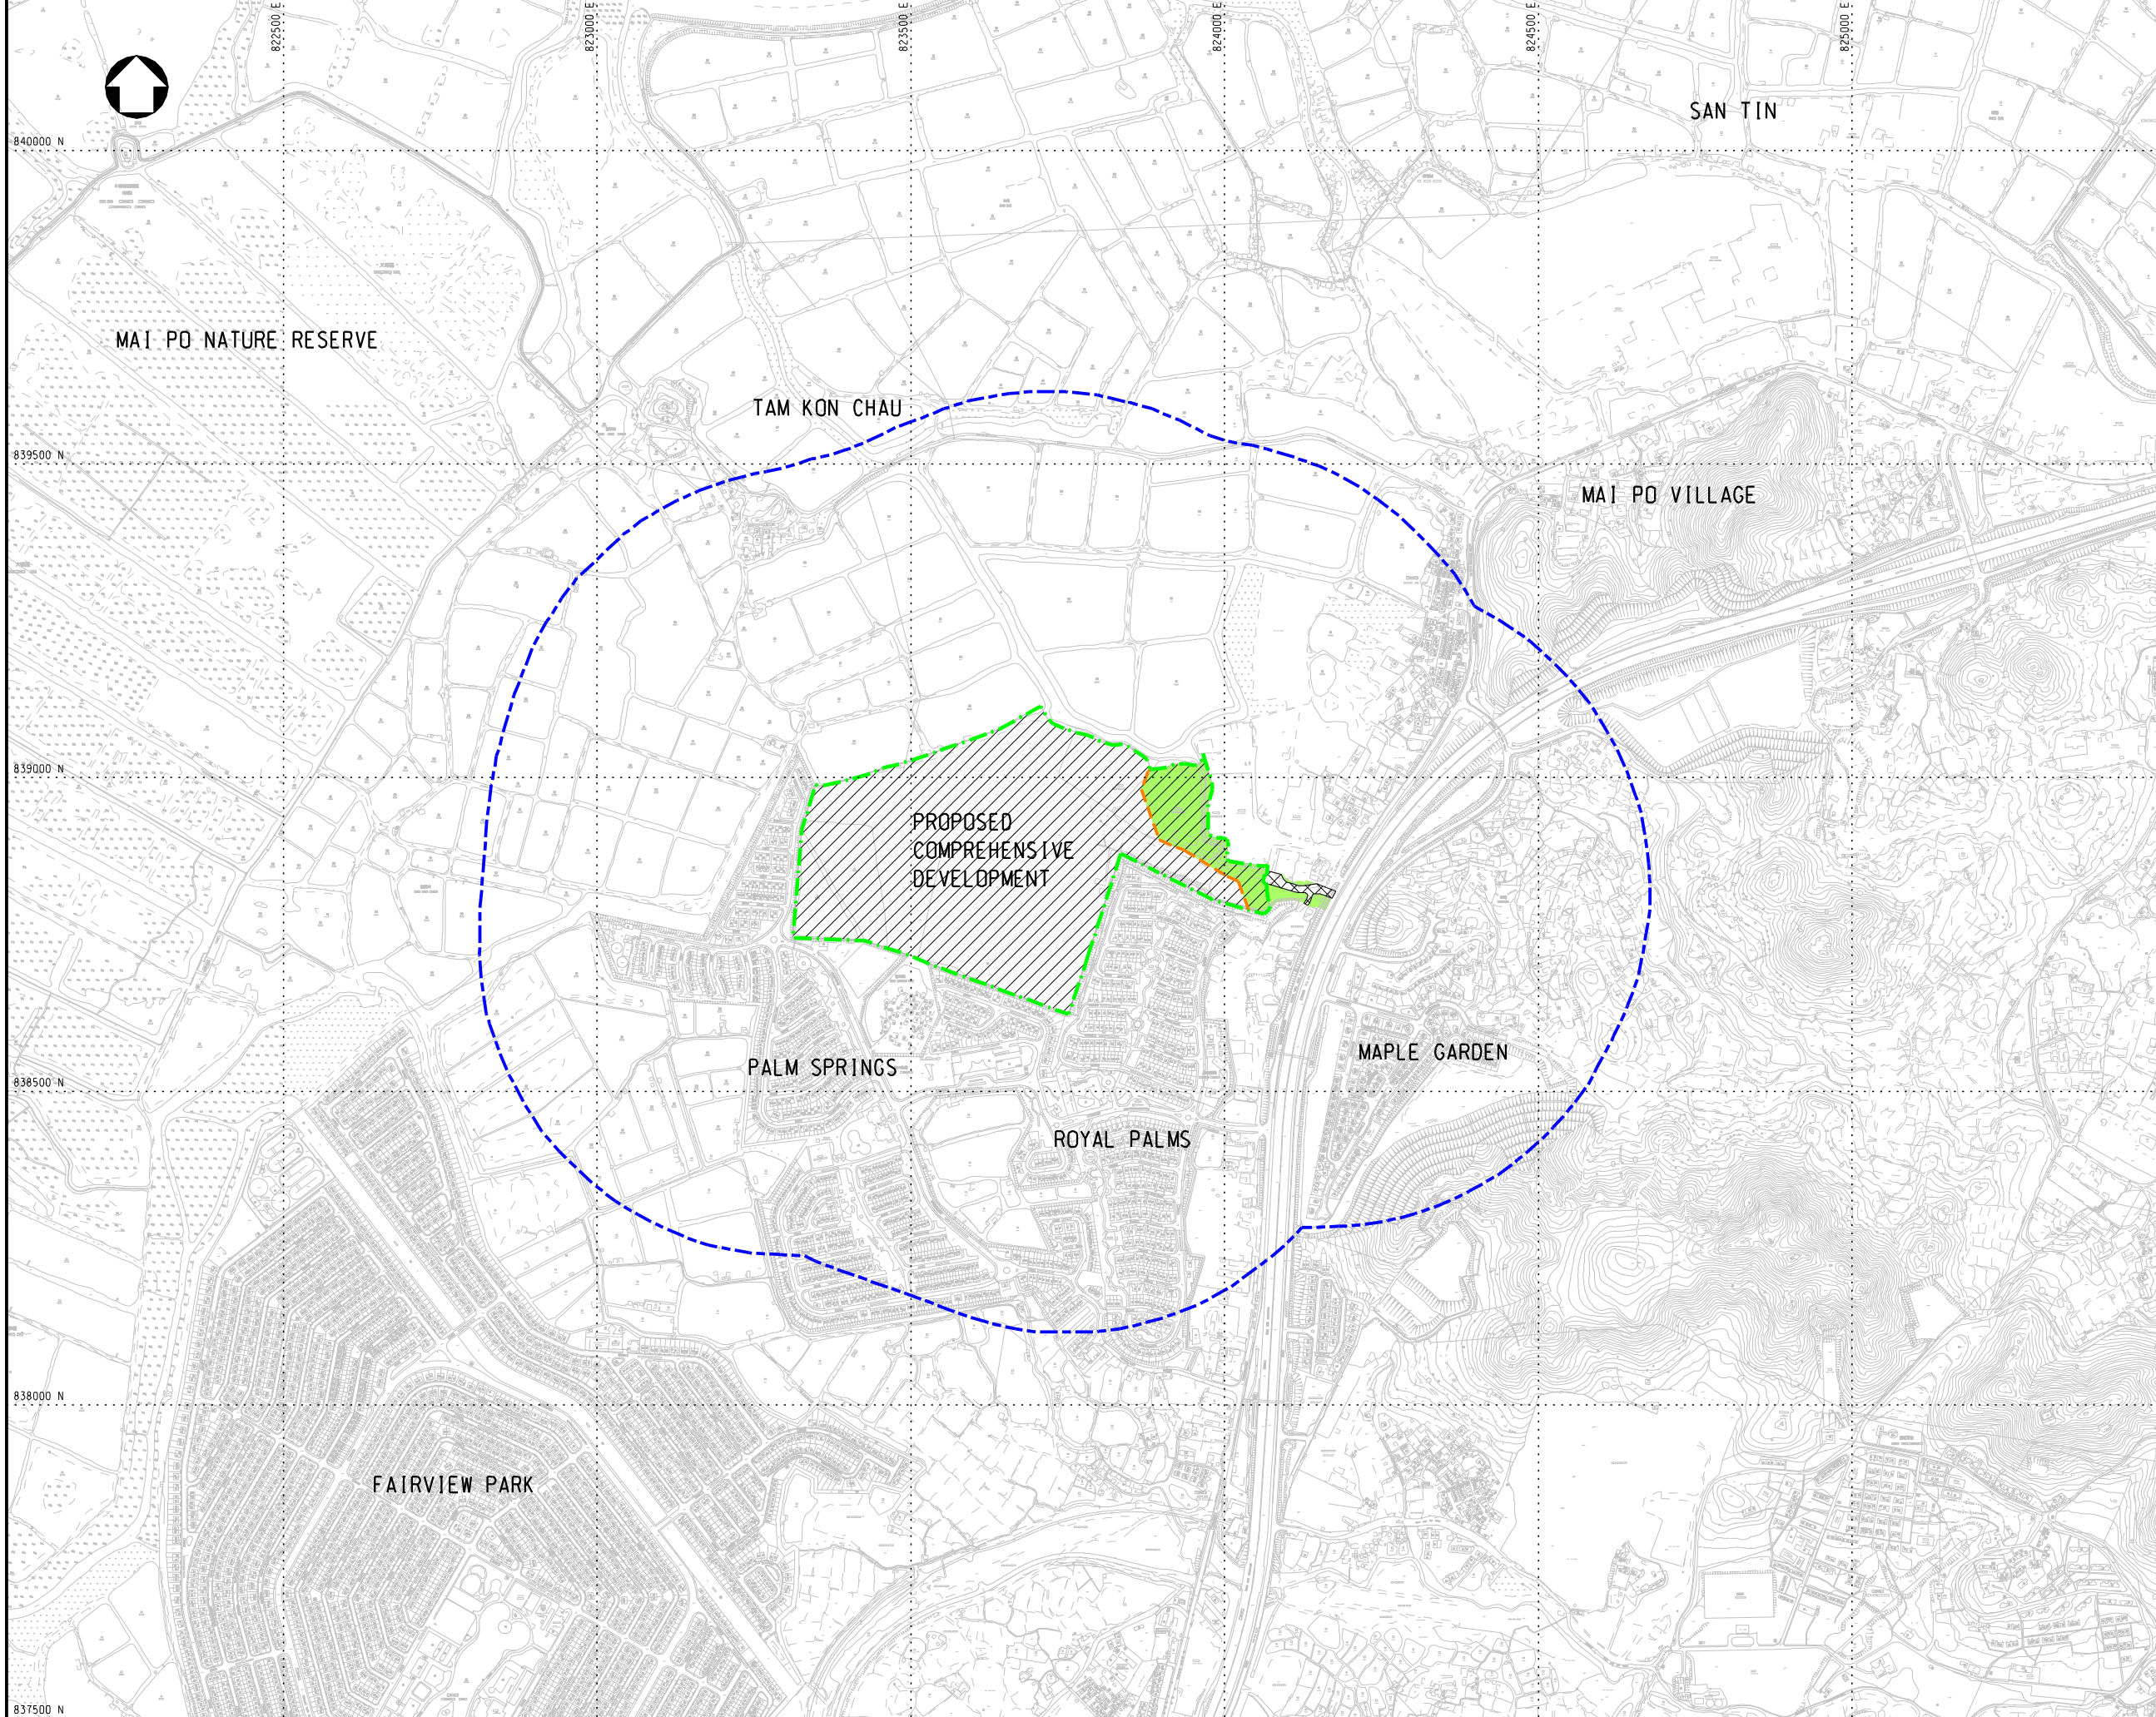 822500 E
823000 E
823500 E
824000 E
824500 E
825000 E
SAN TIN
840000 N
MAI PO NATURE RESERVE
TAM KON CHAU
839500 N
MAI PO VILLAGE
839000 N
PROPOSED
COMPREHENSIVE
DEVELOPMENT
MAPLE GARDEN
PALM SPRINGS
838500 N
ROYAL PALMS
838000 N
FAIRVIEW PARK
837500 N